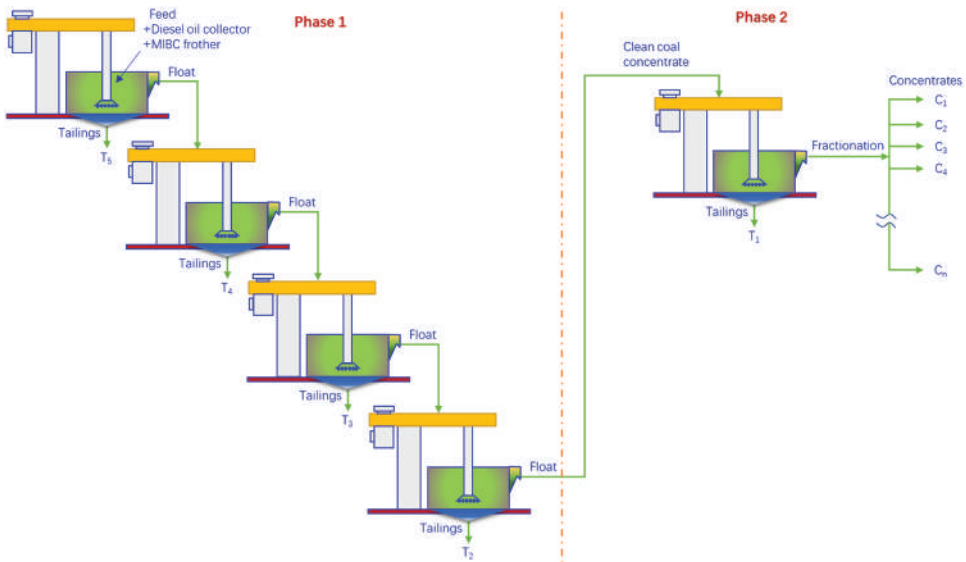 Phase 1
Feed
+Diesel oil collector
+MIBC frother
Float
Tailings
T5
Float
Tailings
T4
Float
Tailings
T3
Float
Tailings
T2
Phase 2
Clean coal
concentrate
Fractionation
Tailings
T1
Concentrates
C1
C2
C3
C4
Cn